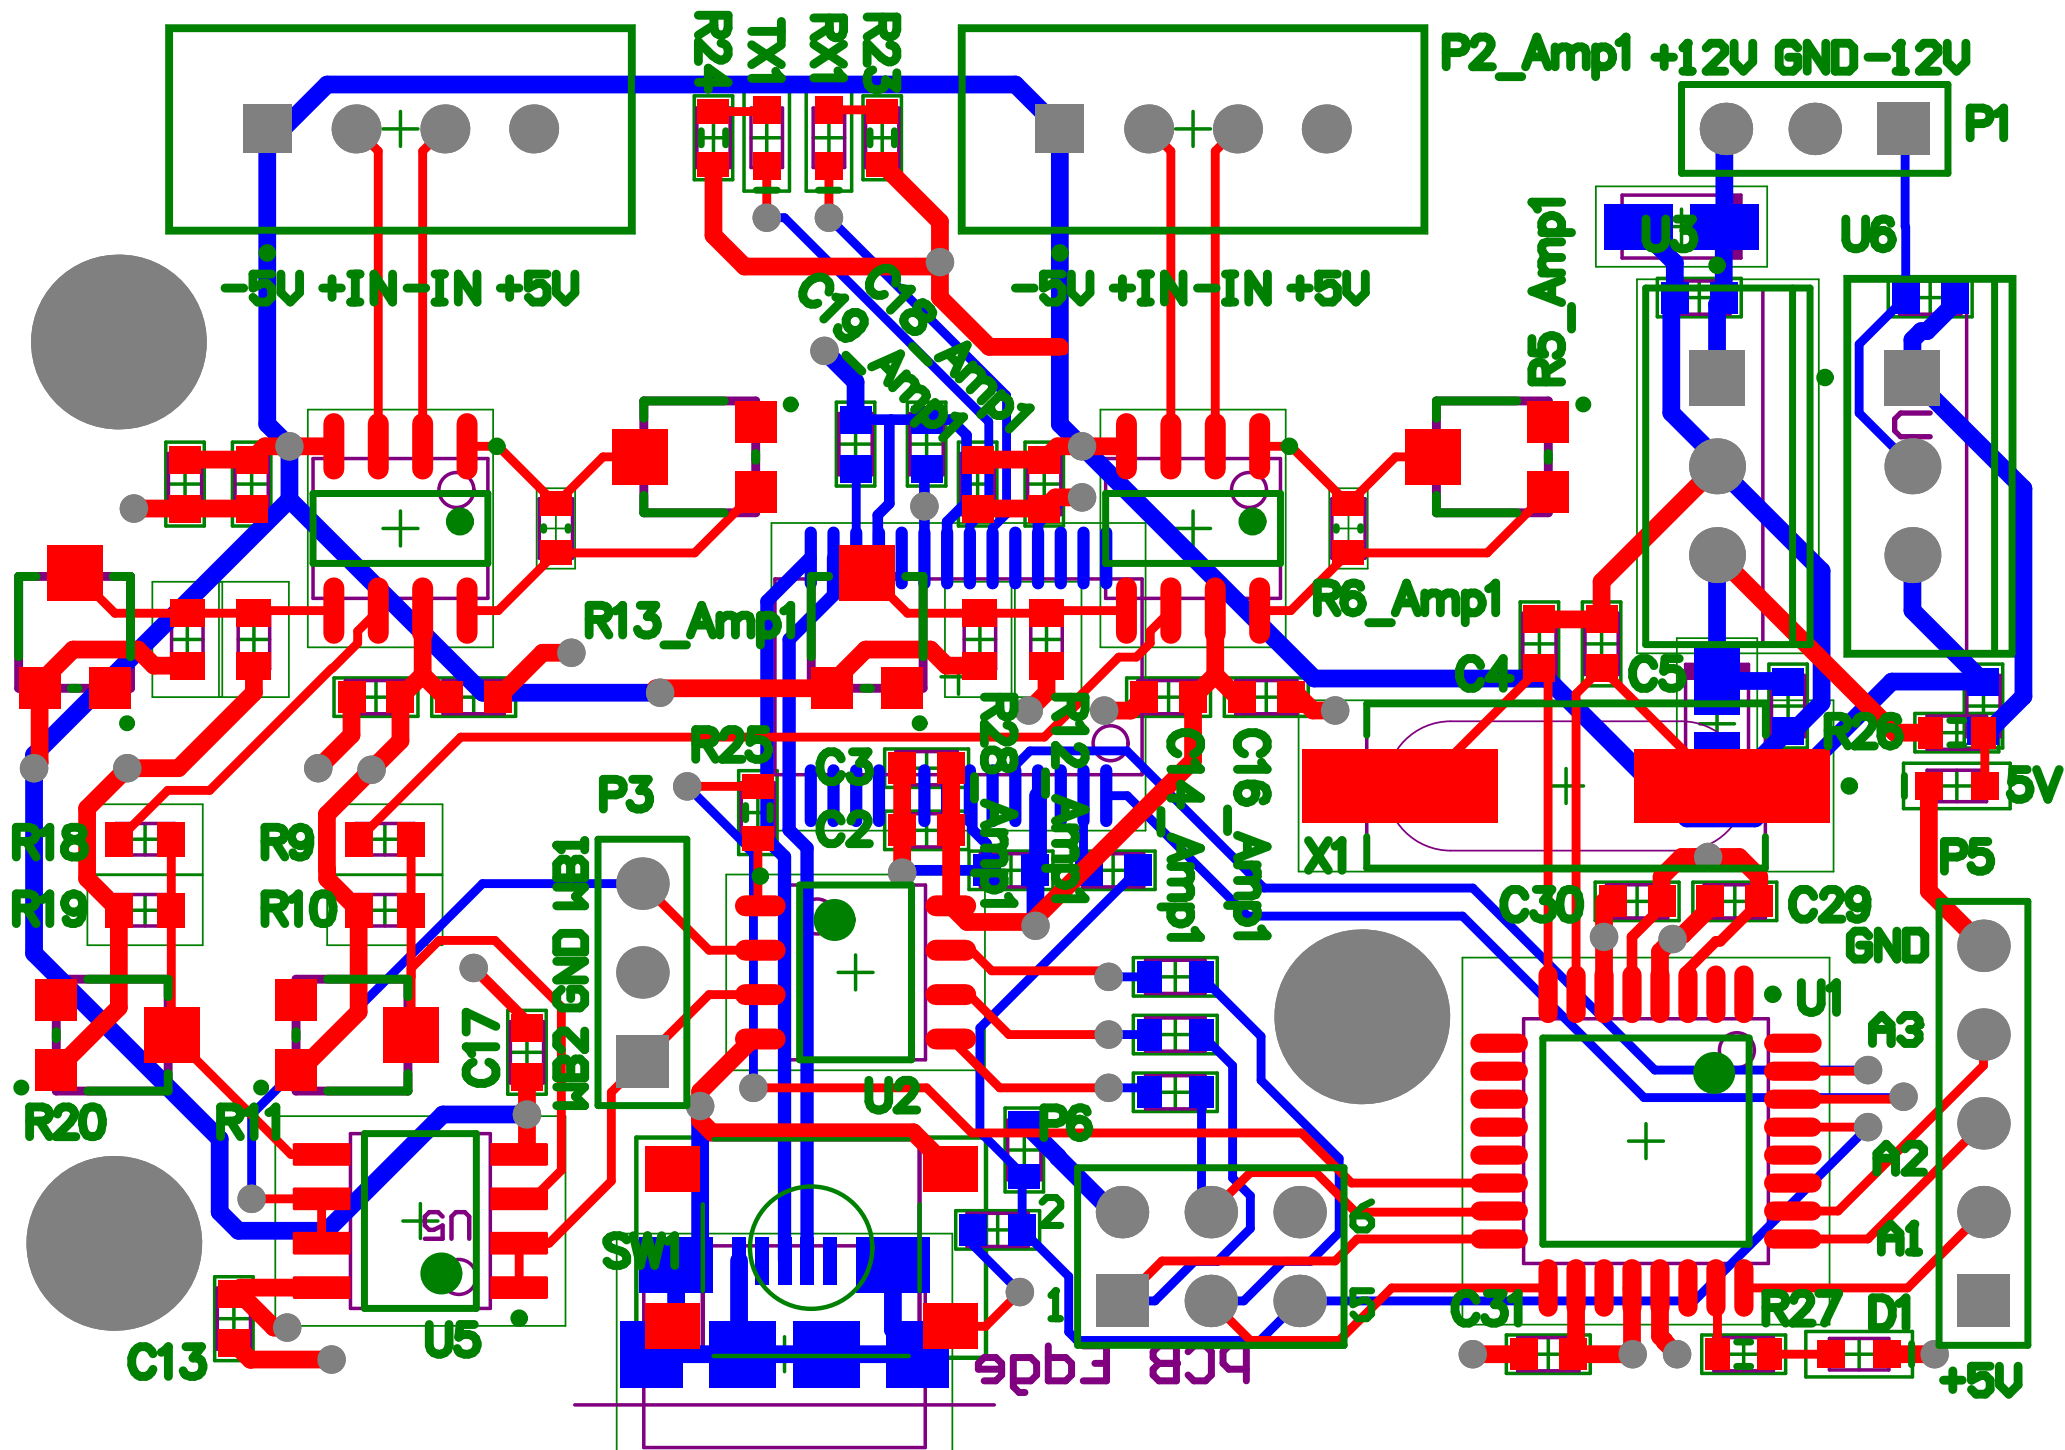 R24
TX1
RX1
R23
P2_Amp1
+12V GND -12V
P1
U3
U6
R5_Amp1
-5V +IN -IN +5V
-5V +IN -IN +5V
C19_Amp1
C18_Amp1
R13_Amp1
R6_Amp1
C4
C5
R28_Amp1
R12_Amp1
C14_Amp1
C16_Amp1
R25
R26
C3
C2
P3
5V
R18
R9
X1
P5
R19
R10
C30
C29
GND
MB2 GND MB1
C17
U1
A3
R20
R11
U2
P6
A2
2
6
A1
U5
SW1
1
5
C31
R27
D1
U5
C13
PCB Edge
+5V